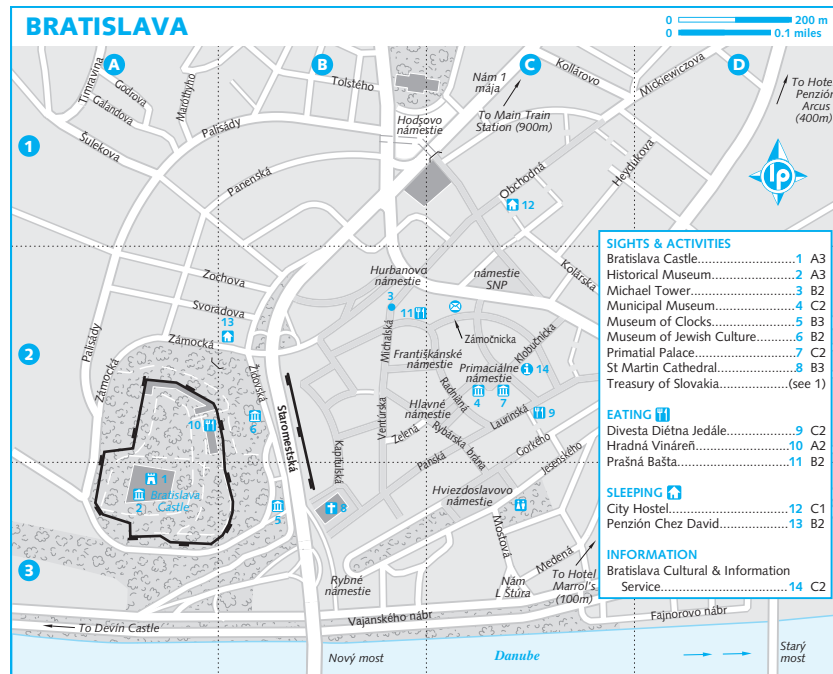 BRATISLAVA
0 200 m
0 0.1 miles
A
B
C
D
1
2
3
Timravina
Godrova
Galandova
Maróthyho
Tolstého
Palisády
Šulekova
Panenská
Hodžovo
námestie
Nám 1
mája
To Main Train
Station (900m)
Kollárovo
Mickiewiczova
To Hotel
Penzión
Arcus
(400m)
lp
Obchodná
12
Heydukova
Kolárska
Zochova
Svoradova
13
Zámocká
Palisády
Zámocká
Židovská
Staromestská
Hurbanovo
námestie
3
11
námestie
SNP
Zámočnícka
Michalská
Františkánske
námestie
Klobučnícka
14
Primaciálne
námestie
Radničná
4
7
Laurinská
9
Hlavné
námestie
Ventúrska
Zelená
Rybárska brána
Gorkého
Jesenského
Panská
Kapitulská
10
6
1
2
Bratislava
Castle
5
8
Hviezdoslavovo
námestie
Mostová
Medená
To Hotel
Marrol's
(100m)
Nám
L Štúra
Rybné
námestie
Vajanského nábr
Fajnorovo nábr
To Devín Castle
Nový most
Danube
Starý
most
SIGHTS & ACTIVITIES
Bratislava Castle 1 A3
Historical Museum 2 A3
Michael Tower 3 B2
Municipal Museum 4 C2
Museum of Clocks 5 B3
Museum of Jewish Culture 6 B2
Primatial Palace 7 C2
St Martin Cathedral 8 B3
Treasury of Slovakia (see 1)
EATING
Divesta Diétna Jedále 9 C2
Hradná Vináreň 10 A2
Prašná Bašta 11 B2
SLEEPING
City Hostel 12 C1
Penzión Chez David 13 B2
INFORMATION
Bratislava Cultural & Information
Service 14 C2